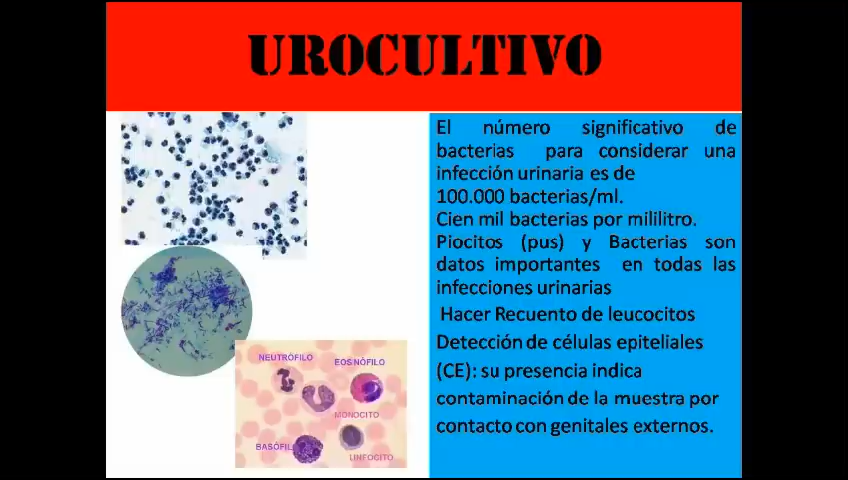 UROCULTIVO
El número significativo de
bacterias para considerar una
infección urinaria es de
100.000 bacterias/ml.
Cien mil bacterias por mililitro.
Piocitos (pus) y Bacterias son
datos importantes en todas las
infecciones urinarias
Hacer Recuento de leucocitos
Detección de células epiteliales
(CE): su presencia indica
contaminación de la muestra por
contacto con genitales externos.
NEUTRÓFILO
EOSINÓFILO
MONOCITO
BASÓFIL
LINFOCITO